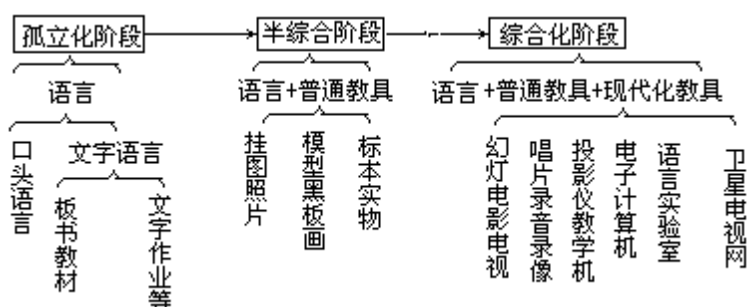 孤立化阶段
半综合阶段
综合化阶段
语言
语言+普通教具
语言+普通教具+现代化教具
口头语言
文字语言
板书教材
文字作业等
挂图照片
模型黑板画
标本实物
幻灯电影电视
唱片录音录像
投影仪教学机
电子计算机
语言实验室
卫星电视网